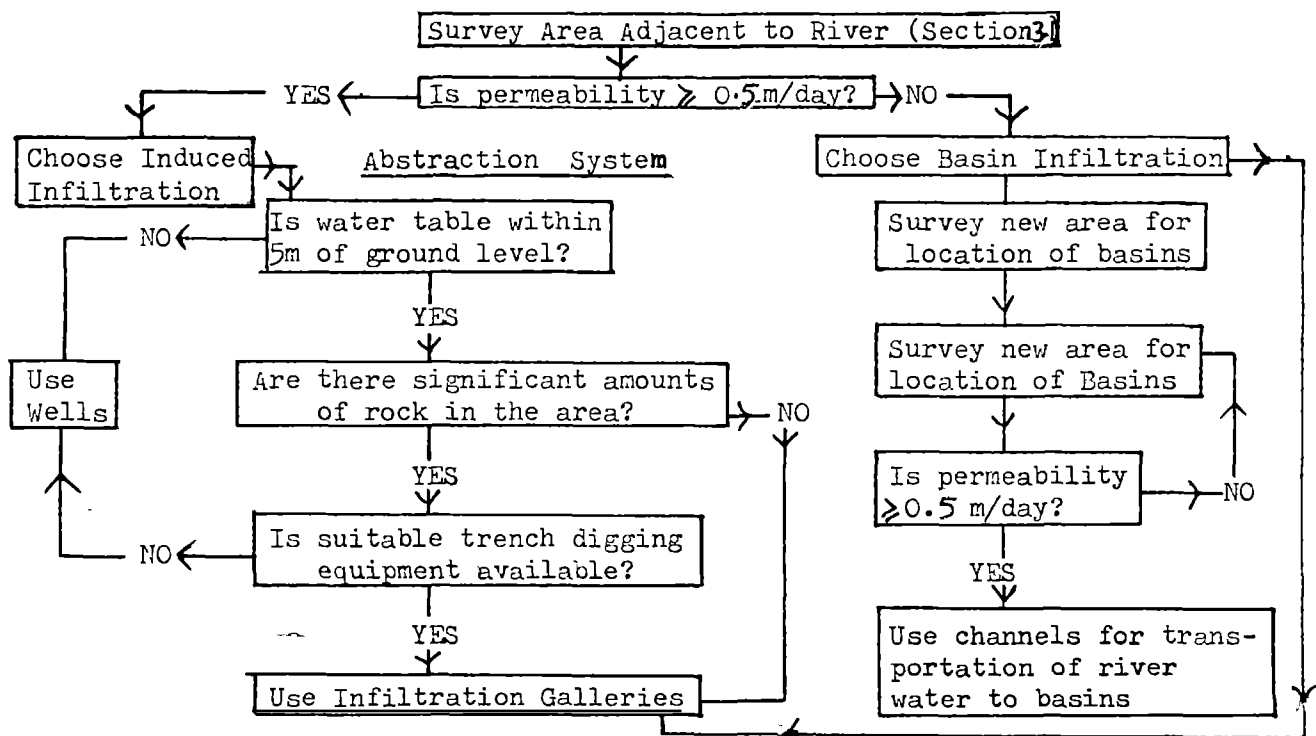 Survey Area Adjacent to River (Section 3)
Is permeability ⩾ 0.5m/day?
YES
NO
Choose Induced
Infiltration
Abstraction System
Choose Basin Infiltration
Is water table within
5m of ground level?
NO
Survey new area for
location of basins
YES
Use
Wells
Are there significant amounts
of rock in the area?
NO
Survey new area for
location of Basins
YES
Is permeability
⩾0.5 m/day?
NO
Is suitable trench digging
equipment available?
NO
YES
YES
Use Infiltration Galleries
Use channels for trans-
portation of river
water to basins